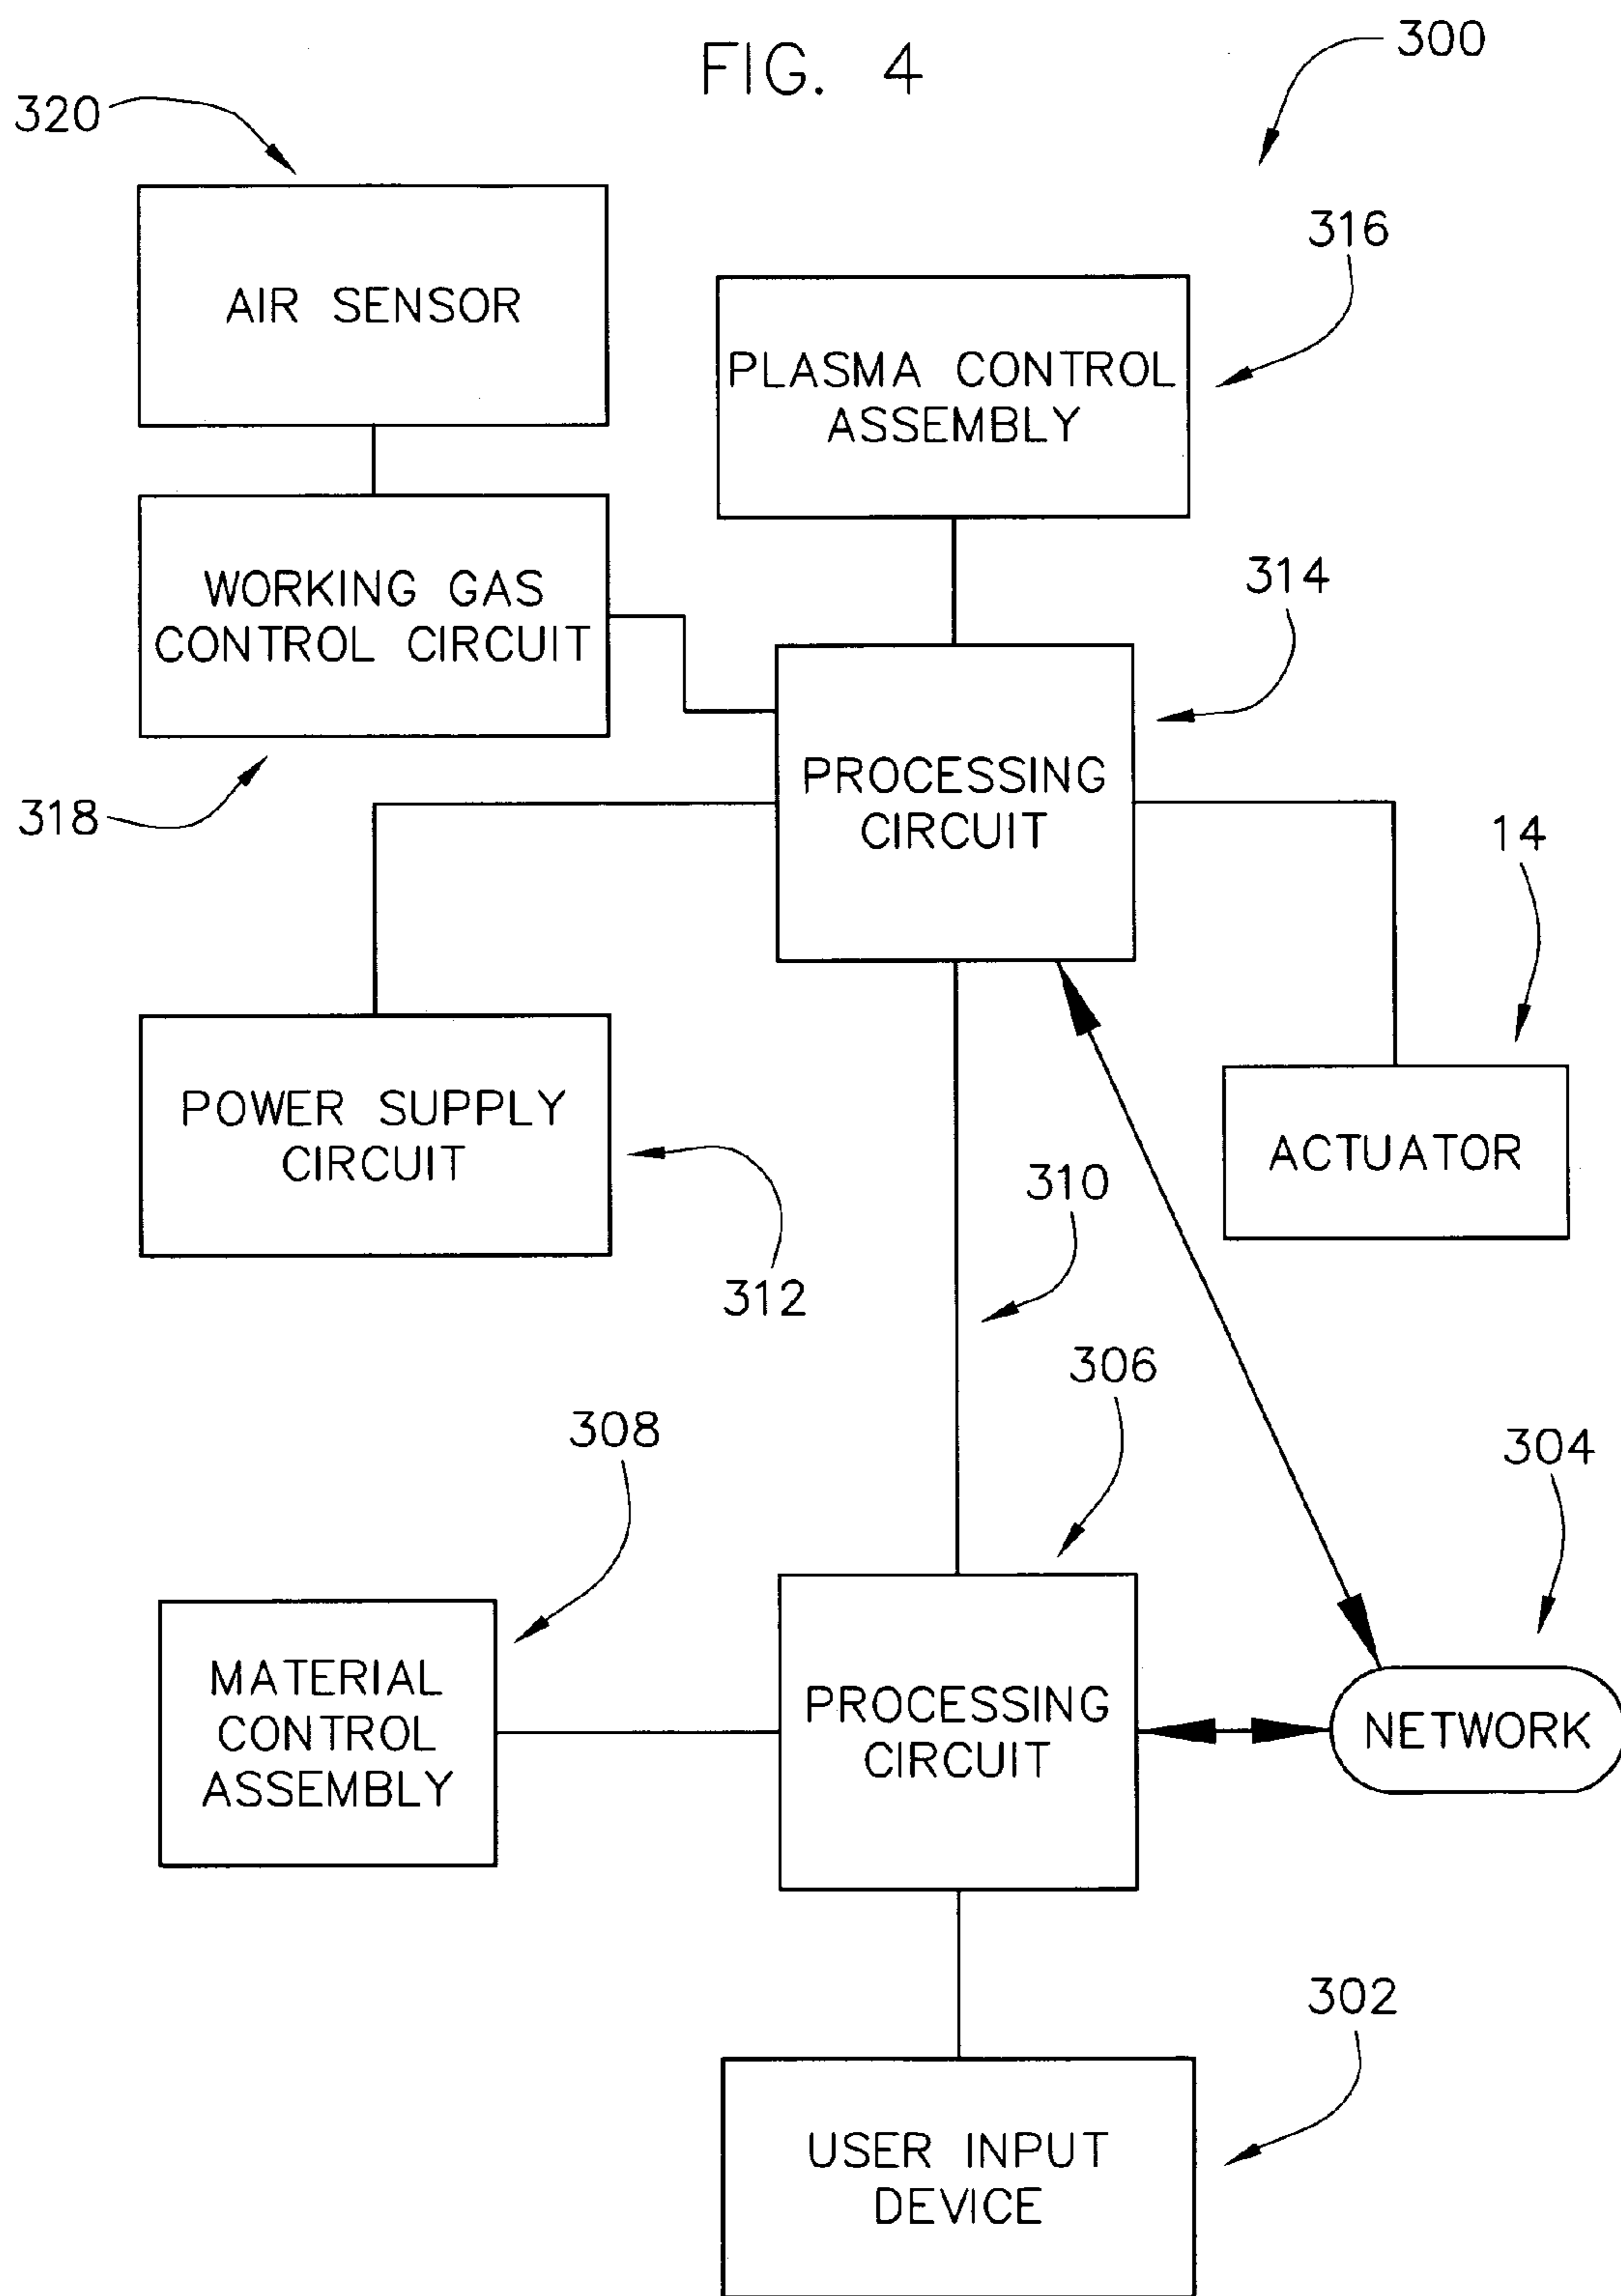 FIG. 4
300
320
316
AIR SENSOR
PLASMA CONTROL
ASSEMBLY
314
WORKING GAS
CONTROL CIRCUIT
318
PROCESSING
CIRCUIT
14
POWER SUPPLY
CIRCUIT
ACTUATOR
310
312
306
308
304
MATERIAL
CONTROL
ASSEMBLY
PROCESSING
CIRCUIT
NETWORK
302
USER INPUT
DEVICE